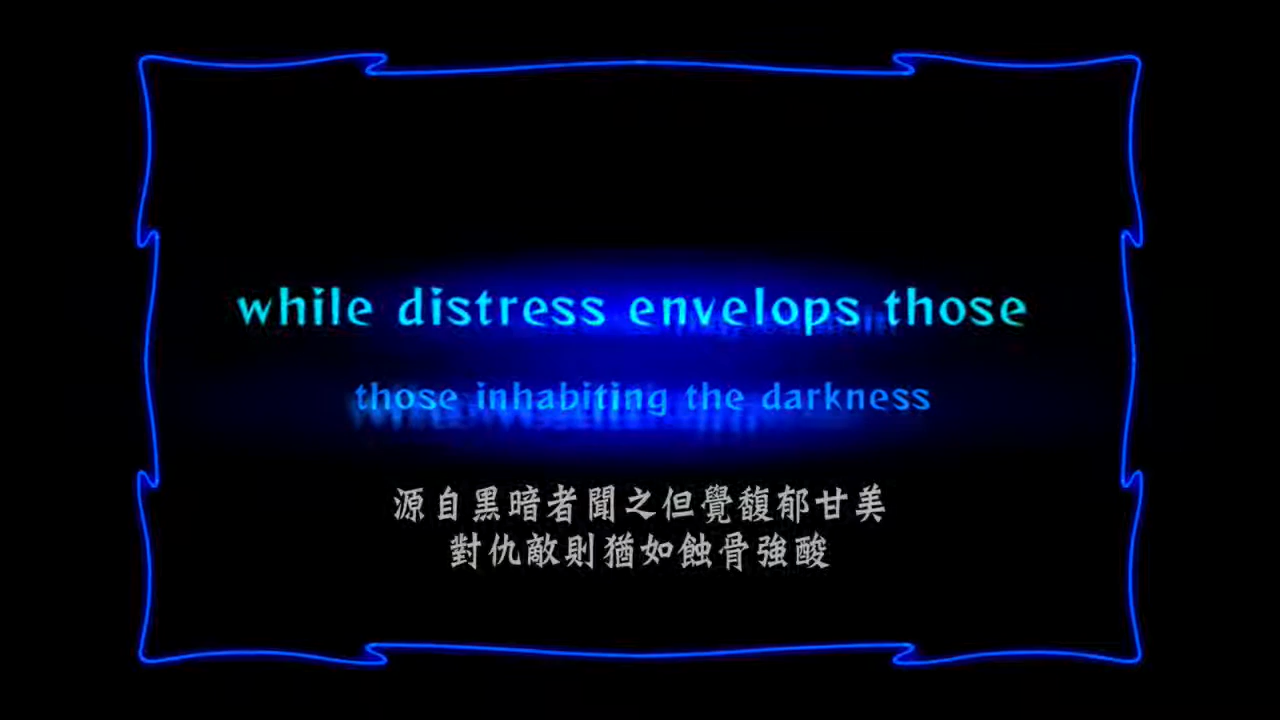 while distress envelops those
those inhabiting the darkness
源自黑暗者聞之但覺馥郁甘美
對仇敵則猶如蝕骨強酸